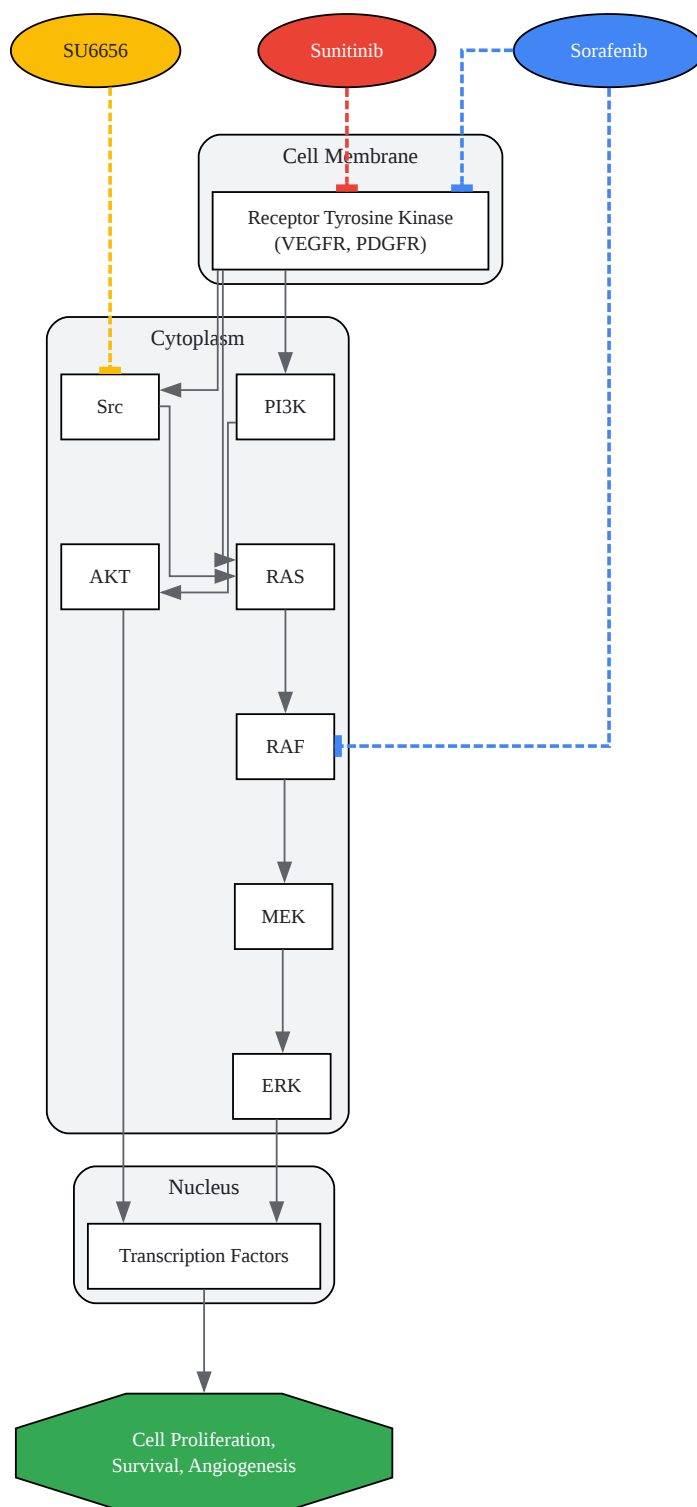 SU6656
Sunitinib
Sorafenib
Cell Membrane
Receptor Tyrosine Kinase
(VEGFR, PDGFR)
Cytoplasm
Src
PI3K
AKT
RAS
RAF
MEK
ERK
Nucleus
Transcription Factors
Cell Proliferation,
Survival, Angiogenesis